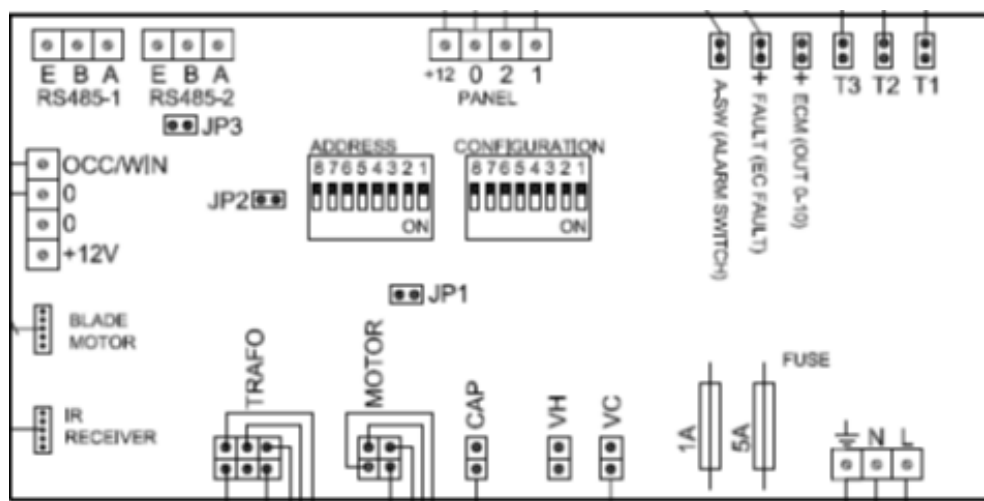 E B A
RS485-1
E B A
RS485-2
JP3
+12 0 2 1
PANEL
A-SW (ALARM SWITCH)
+ FAULT (EC FAULT)
+ ECM (OUT 0-10)
T3
T2
T1
OCC/WIN
0
0
+12V
JP2
ADDRESS
8 7 6 5 4 3 2 1
ON
CONFIGURATION
8 7 6 5 4 3 2 1
ON
JP1
BLADE
MOTOR
IR
RECEIVER
TRAFO
MOTOR
CAP
VH
VC
1A
5A
FUSE
N L